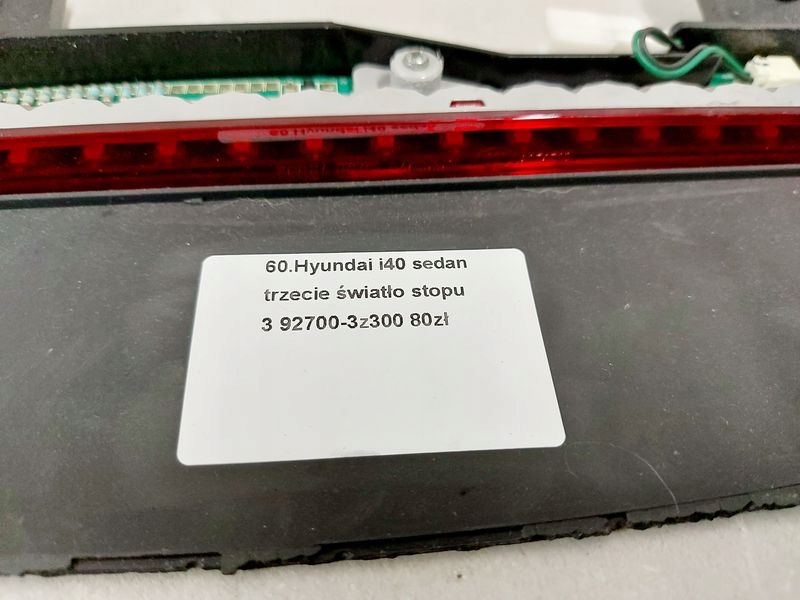 60.Hyundai i40 sedan
trzecie światło stopu
3 92700-3z300 80zł